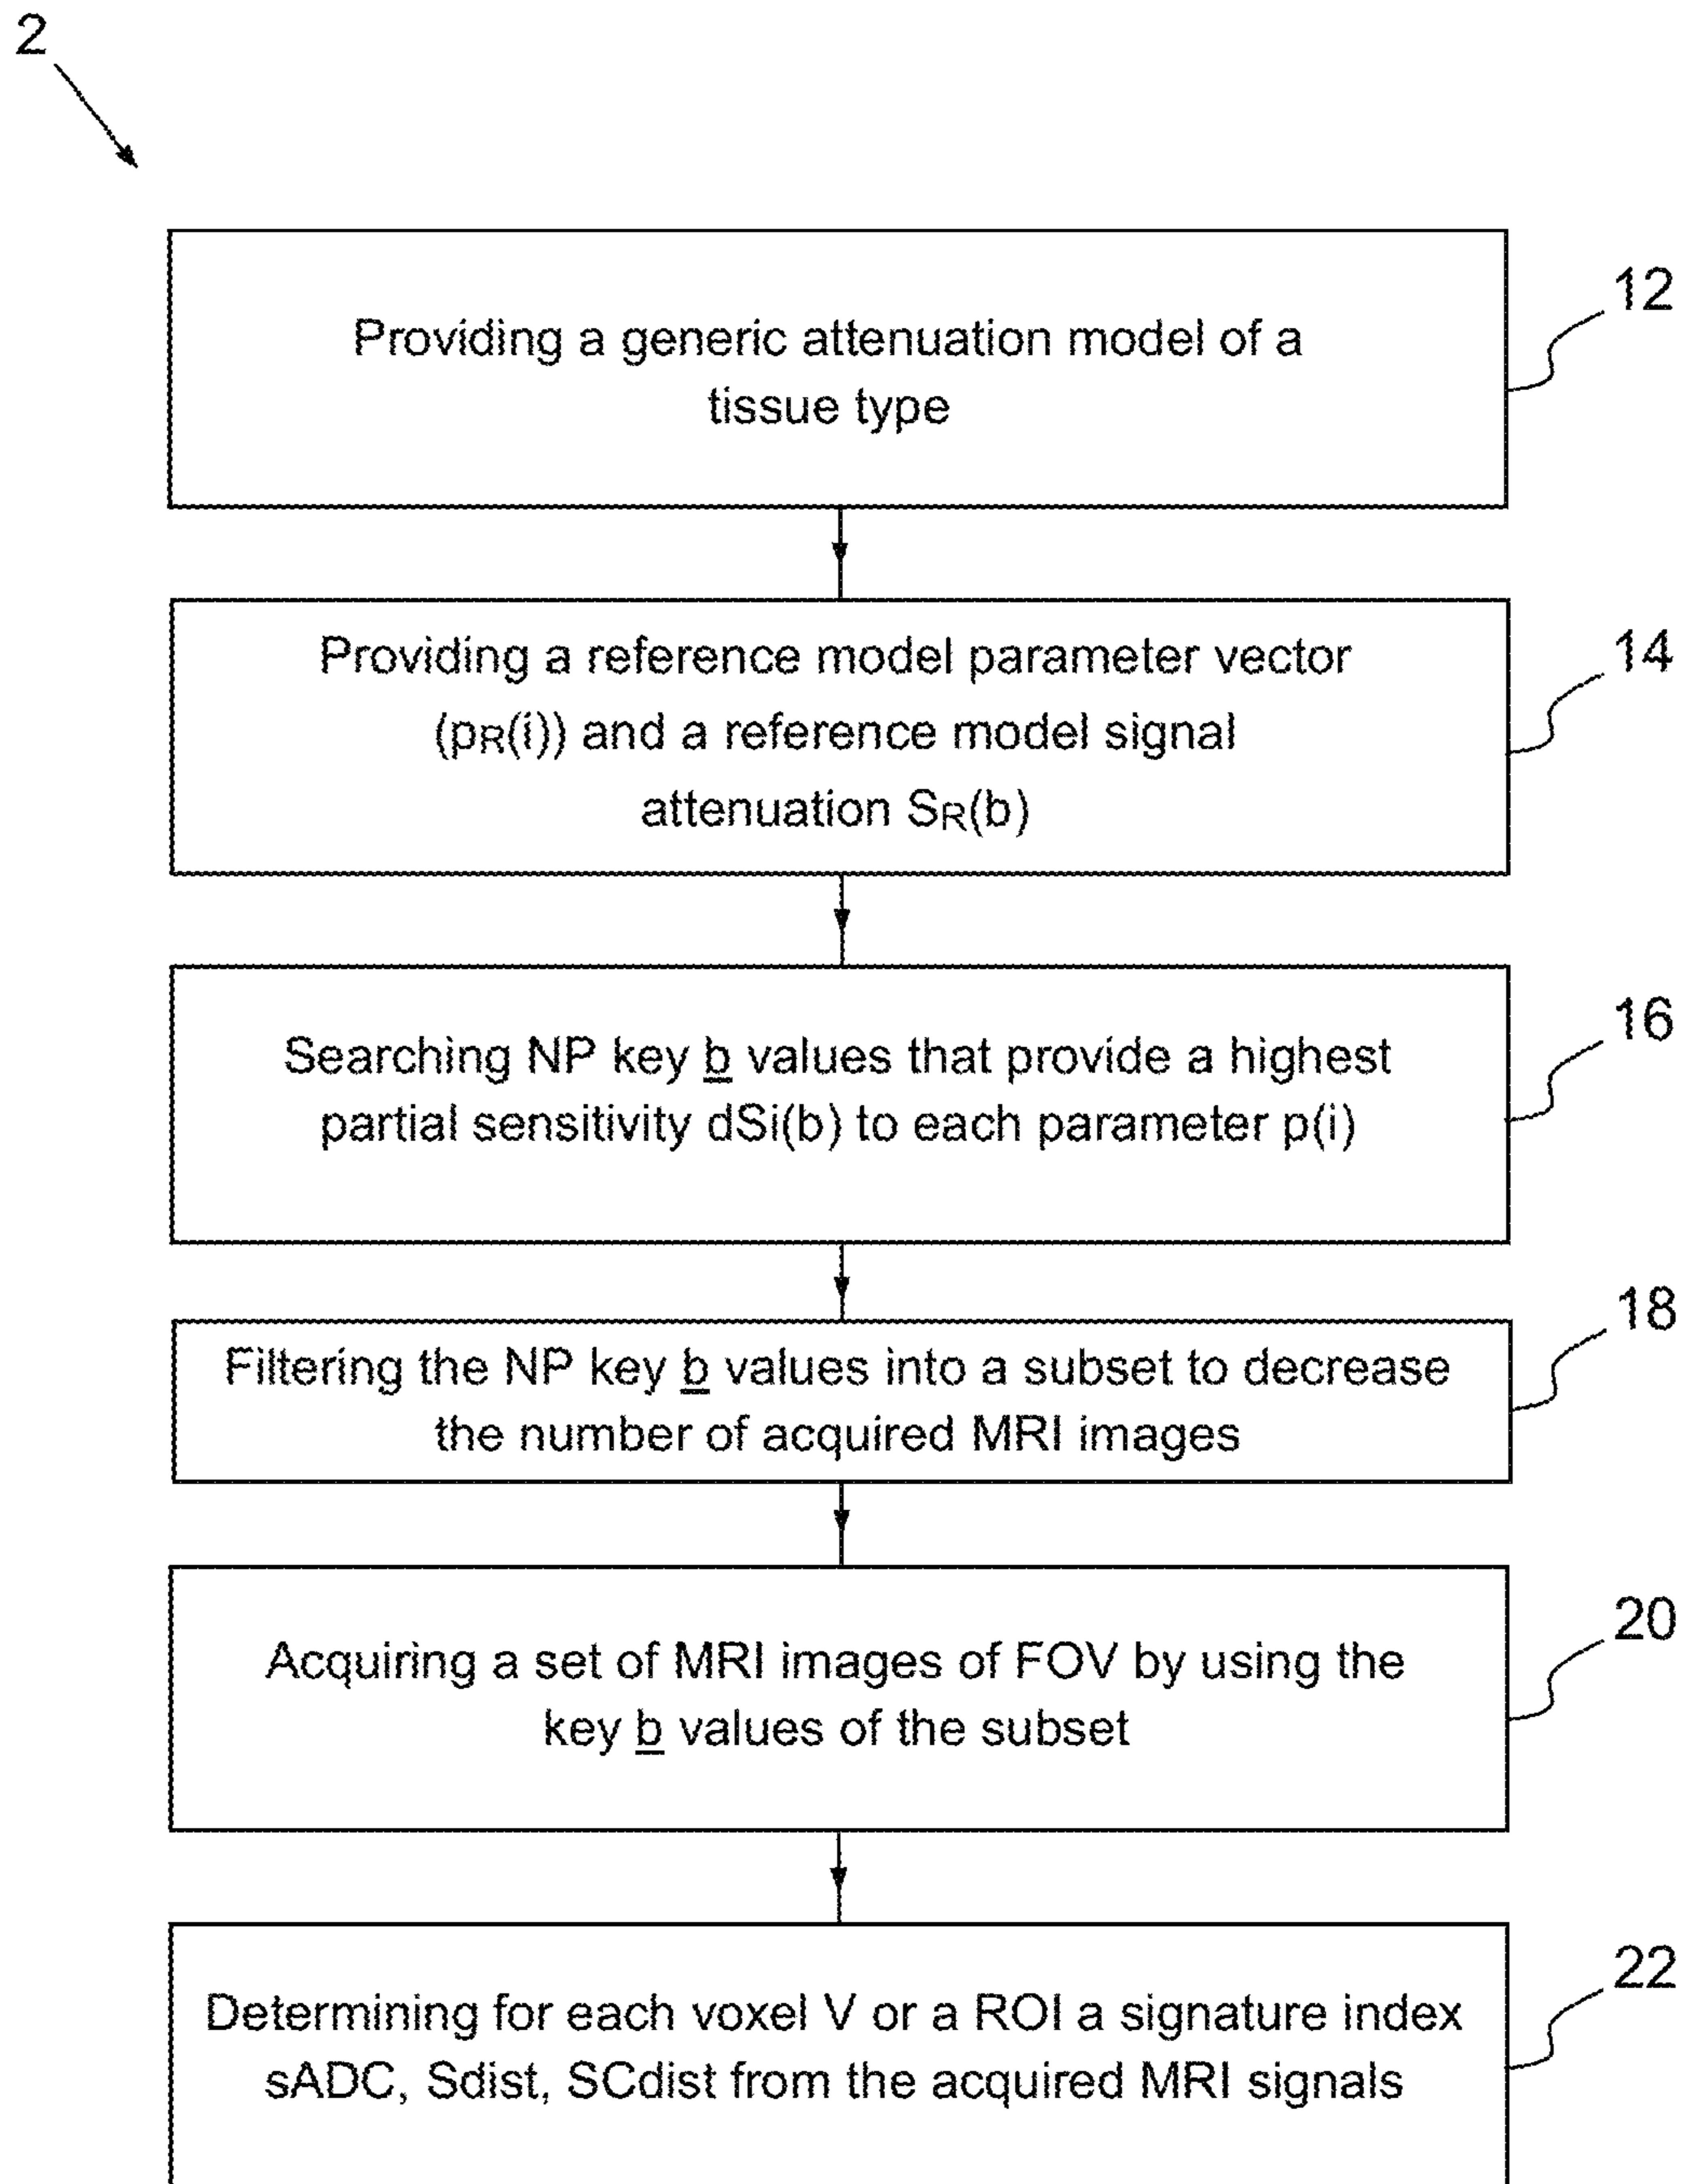 2
Providing a generic attenuation model of a
tissue type
12
Providing a reference model parameter vector
(pR(i)) and a reference model signal
attenuation SR(b)
14
Searching NP key b values that provide a highest
partial sensitivity dSi(b) to each parameter p(i)
16
Filtering the NP key b values into a subset to decrease
the number of acquired MRI images
18
Acquiring a set of MRI images of FOV by using the
key b values of the subset
20
Determining for each voxel V or a ROI a signature index
sADC, Sdist, SCdist from the acquired MRI signals
22